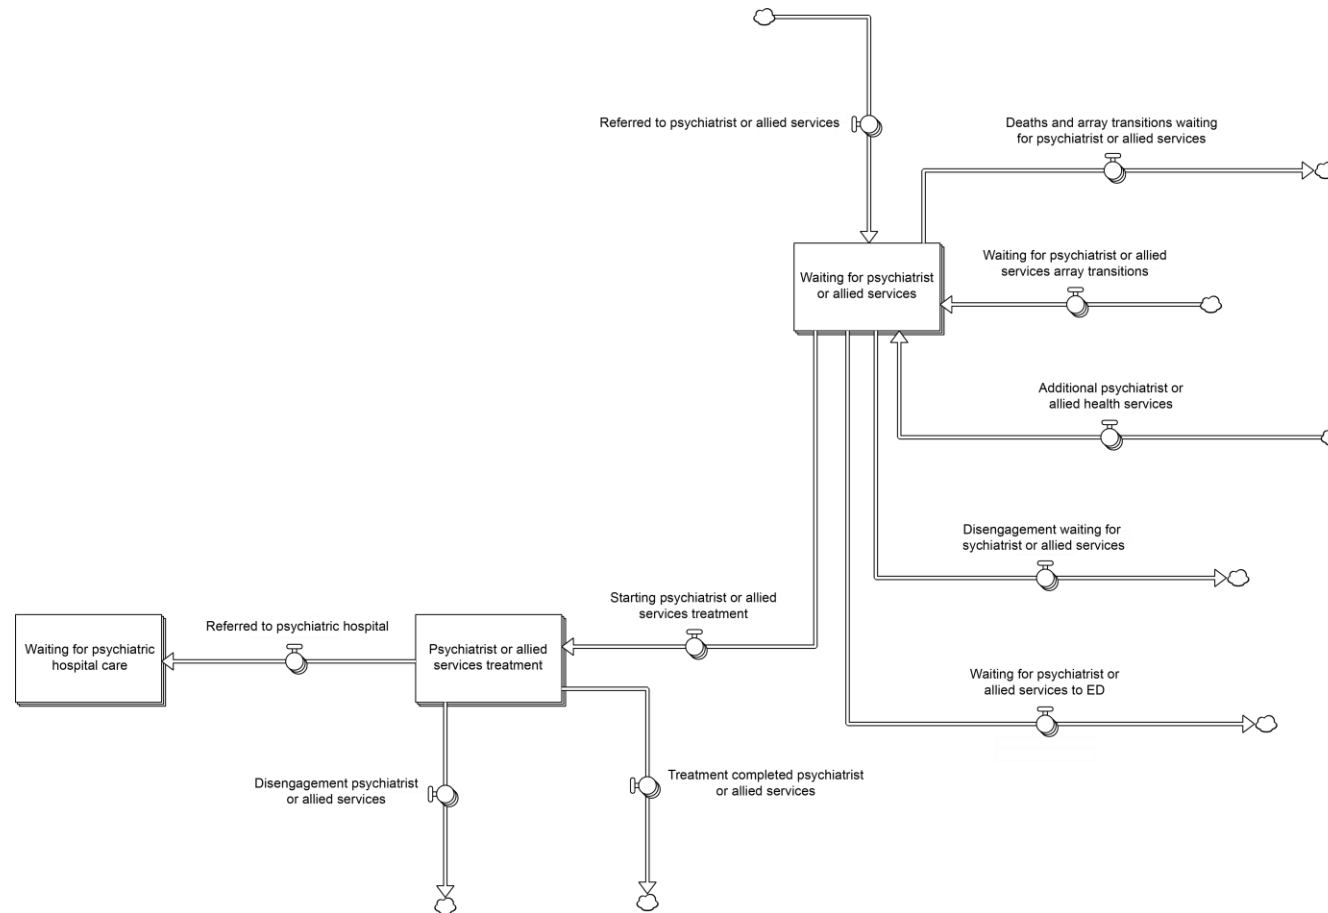 Referred to psychiatrist or allied services
Deaths and array transitions waiting
for psychiatrist or allied services
Waiting for psychiatrist
or allied services
Waiting for psychiatrist or allied
services array transitions
Additional psychiatrist or
allied health services
Disengagement waiting for
sychiatrist or allied services
Starting psychiatrist or allied
services treatment
Referred to psychiatric hospital
Waiting for psychiatric
hospital care
Psychiatrist or allied
services treatment
Waiting for psychiatrist or
allied services to ED
Disengagement psychiatrist
or allied services
Treatment completed psychiatrist
or allied services